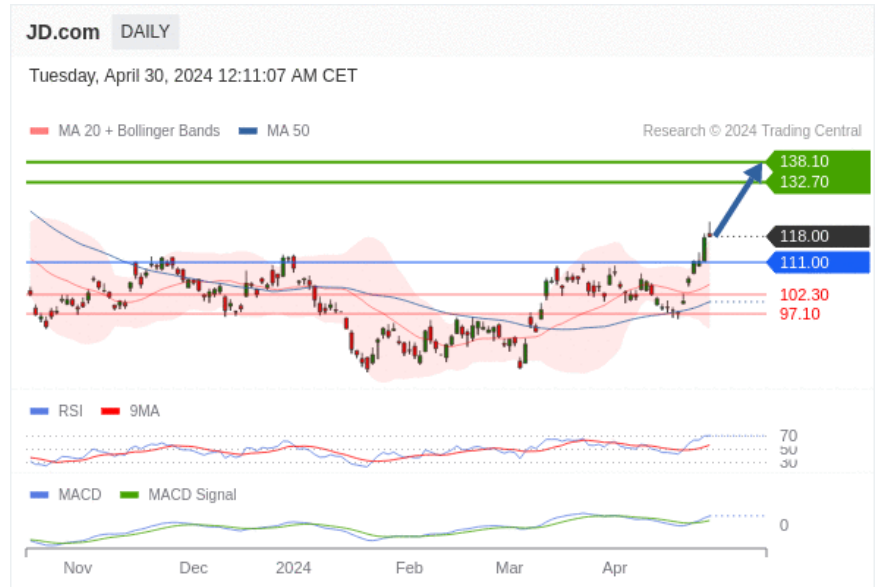 JD.com DAILY
Tuesday, April 30, 2024 12:11:07 AM CET
MA 20 + Bollinger Bands MA 50 Research © 2024 Trading Central
138.10
132.70
118.00
111.00
102.30
97.10
RSI 9MA
70
50
30
MACD MACD Signal
0
Nov Dec 2024 Feb Mar Apr